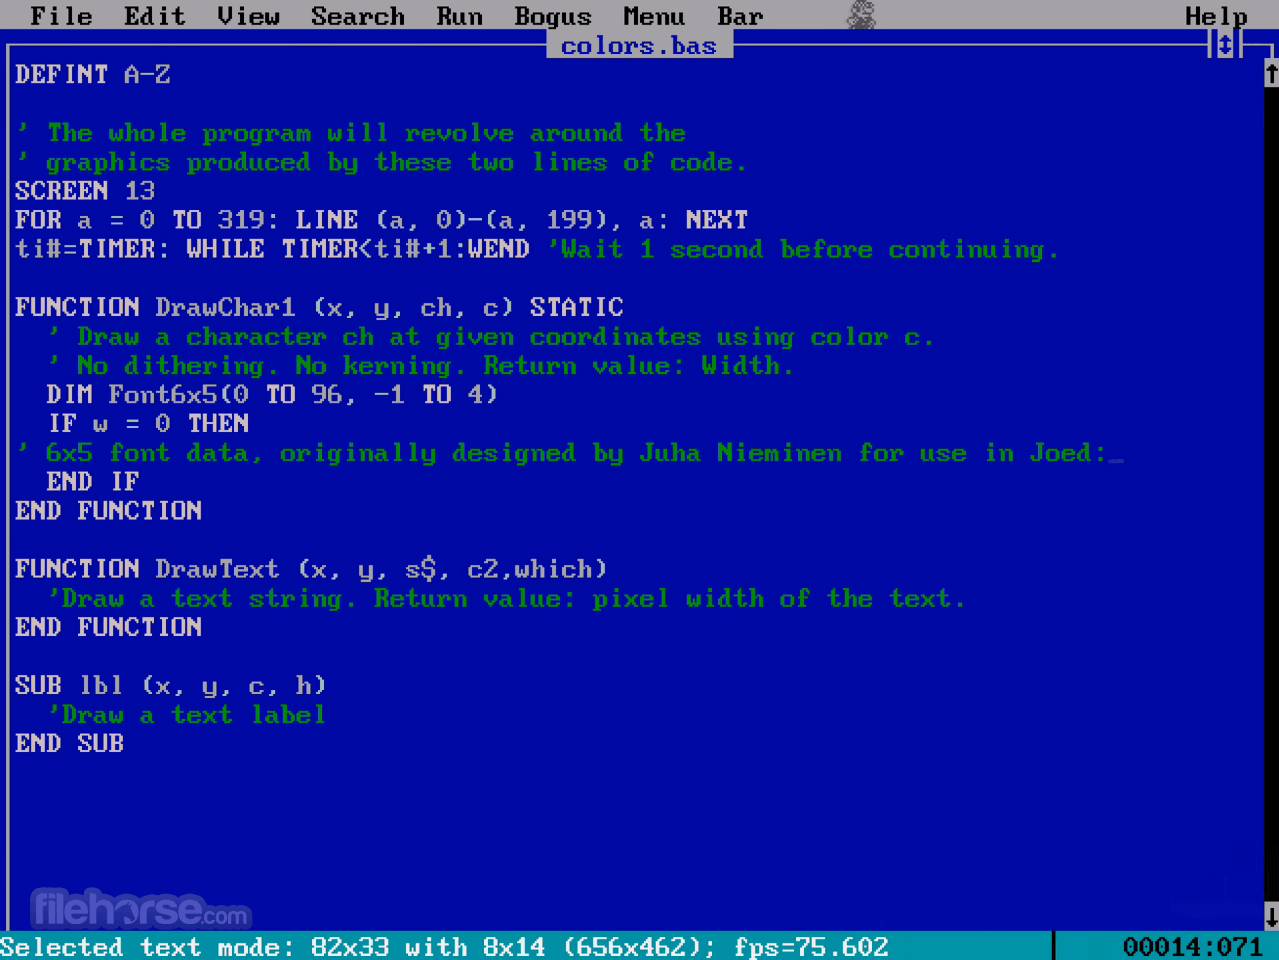 File Edit View Search Run Bogus Menu Bar Help
colors.bas
DEFINT A-Z
' The whole program will revolve around the
' graphics produced by these two lines of code.
SCREEN 13
FOR a = 0 TO 319: LINE (a, 0)-(a, 199), a: NEXT
ti#=TIMER: WHILE TIMER<ti#+1:WEND 'Wait 1 second before continuing.
FUNCTION DrawChar1 (x, y, ch, c) STATIC
' Draw a character ch at given coordinates using color c.
' No dithering. No kerning. Return value: Width.
DIM Font6x5(0 TO 96, -1 TO 4)
IF w = 0 THEN
' 6x5 font data, originally designed by Juha Nieminen for use in Joed:_
END IF
END FUNCTION
FUNCTION DrawText (x, y, s$, c2,which)
'Draw a text string. Return value: pixel width of the text.
END FUNCTION
SUB lbl (x, y, c, h)
'Draw a text label
END SUB
filehorse.com
Selected text mode: 82x33 with 8x14 (656x462); fps=75.602 00014:071